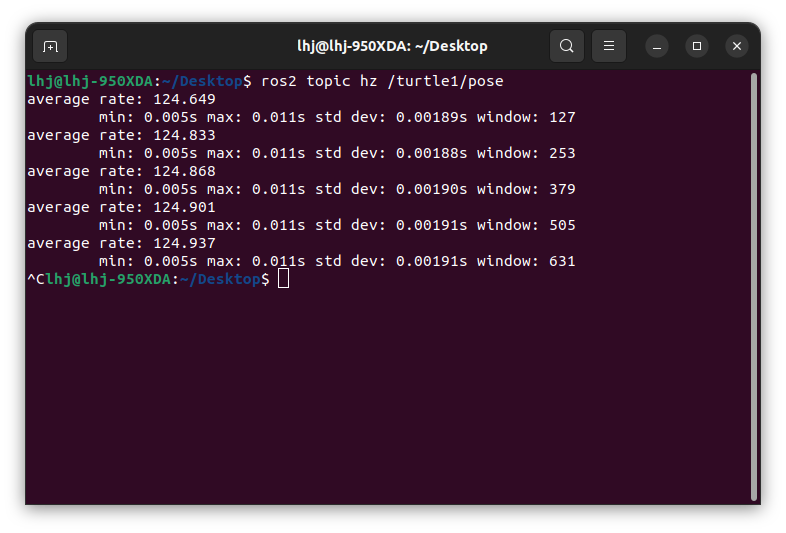 lhj@lhj-950XDA: ~/Desktop
lhj@lhj-950XDA:~/Desktop$ ros2 topic hz /turtle1/pose
average rate: 124.649
        min: 0.005s max: 0.011s std dev: 0.00189s window: 127
average rate: 124.833
        min: 0.005s max: 0.011s std dev: 0.00188s window: 253
average rate: 124.868
        min: 0.005s max: 0.011s std dev: 0.00190s window: 379
average rate: 124.901
        min: 0.005s max: 0.011s std dev: 0.00191s window: 505
average rate: 124.937
        min: 0.005s max: 0.011s std dev: 0.00191s window: 631
^Clhj@lhj-950XDA:~/Desktop$